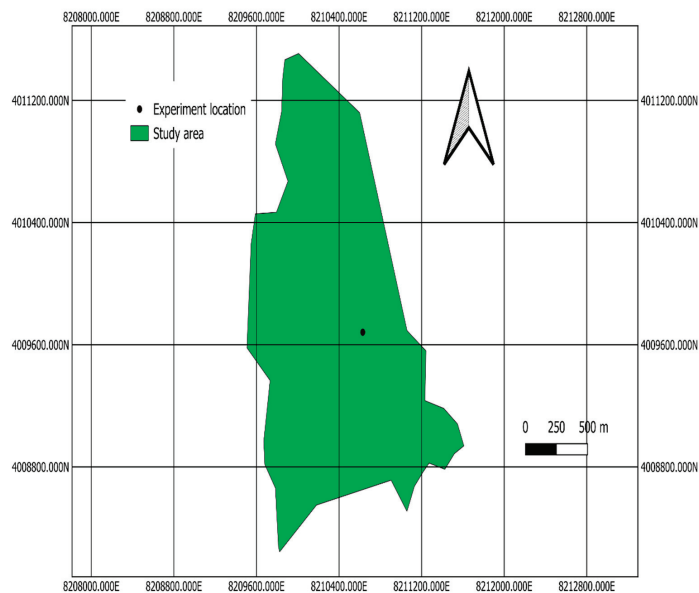 8208000.000E 8208800.000E 8209600.000E 8210400.000E 8211200.000E 8212000.000E 8212800.000E
4011200.000N 4011200.000N
Experiment location
Study area
4010400.000N 4010400.000N
4009600.000N 4009600.000N
0 250 500 m
4008800.000N 4008800.000N
8208000.000E 8208800.000E 8209600.000E 8210400.000E 8211200.000E 8212000.000E 8212800.000E